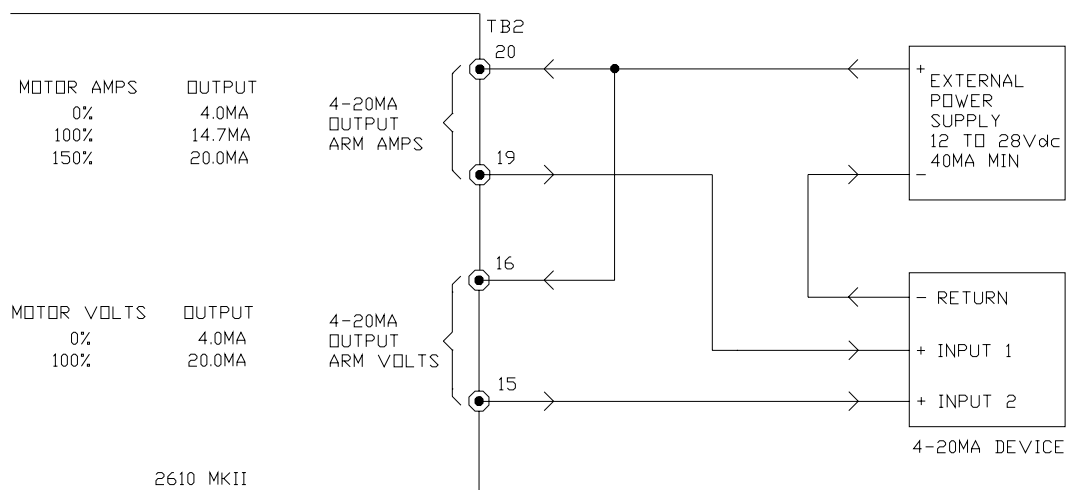 TB2
20
MOTOR AMPS OUTPUT
0% 4.0MA
100% 14.7MA
150% 20.0MA
4-20MA
OUTPUT
ARM AMPS
19
+ EXTERNAL
POWER
SUPPLY
12 TO 28Vdc
- 40MA MIN
16
MOTOR VOLTS OUTPUT
0% 4.0MA
100% 20.0MA
4-20MA
OUTPUT
ARM VOLTS
15
- RETURN
+ INPUT 1
+ INPUT 2
4-20MA DEVICE
2610 MKII